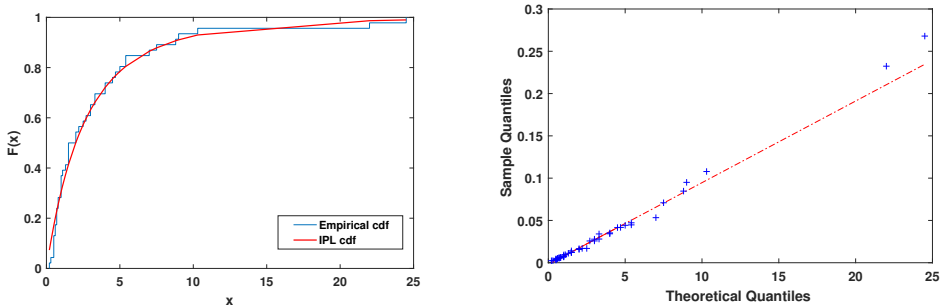 F(x)
1
0.8
0.6
0.4
0.2
0
0 5 10 15 20 25
x
Empirical cdf
IPL cdf
Sample Quantiles
0.3
0.25
0.2
0.15
0.1
0.05
0
0 5 10 15 20 25
Theoretical Quantiles